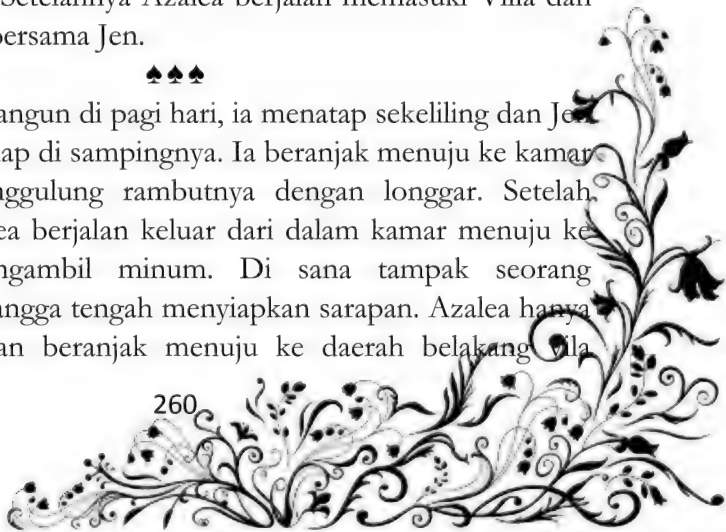 Setelahnya Azalea berjalan memasuki Villa dan
bersama Jen.
♠♠♠
angun di pagi hari, ia menatap sekeliling dan Jen
ap di sampingnya. Ia beranjak menuju ke kamar
nggulung rambutnya dengan longgar. Setelah
ea berjalan keluar dari dalam kamar menuju ke
ngambil minum. Di sana tampak seorang
angga tengah menyiapkan sarapan. Azalea hanya
an beranjak menuju ke daerah belakang vila
260